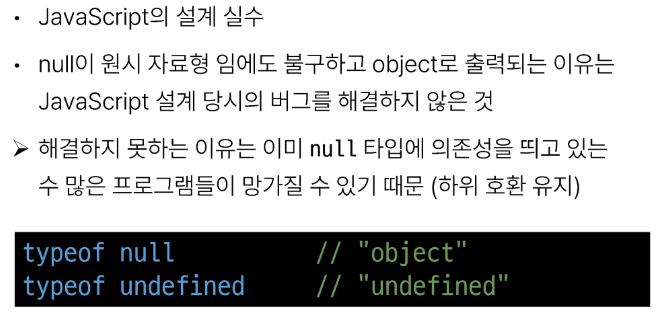 • JavaScript의 설계 실수
• null이 원시 자료형 임에도 불구하고 object로 출력되는 이유는
JavaScript 설계 당시의 버그를 해결하지 않은 것
➤ 해결하지 못하는 이유는 이미 null 타입에 의존성을 띄고 있는
수 많은 프로그램들이 망가질 수 있기 때문 (하위 호환 유지)
typeof null // "object"
typeof undefined // "undefined"